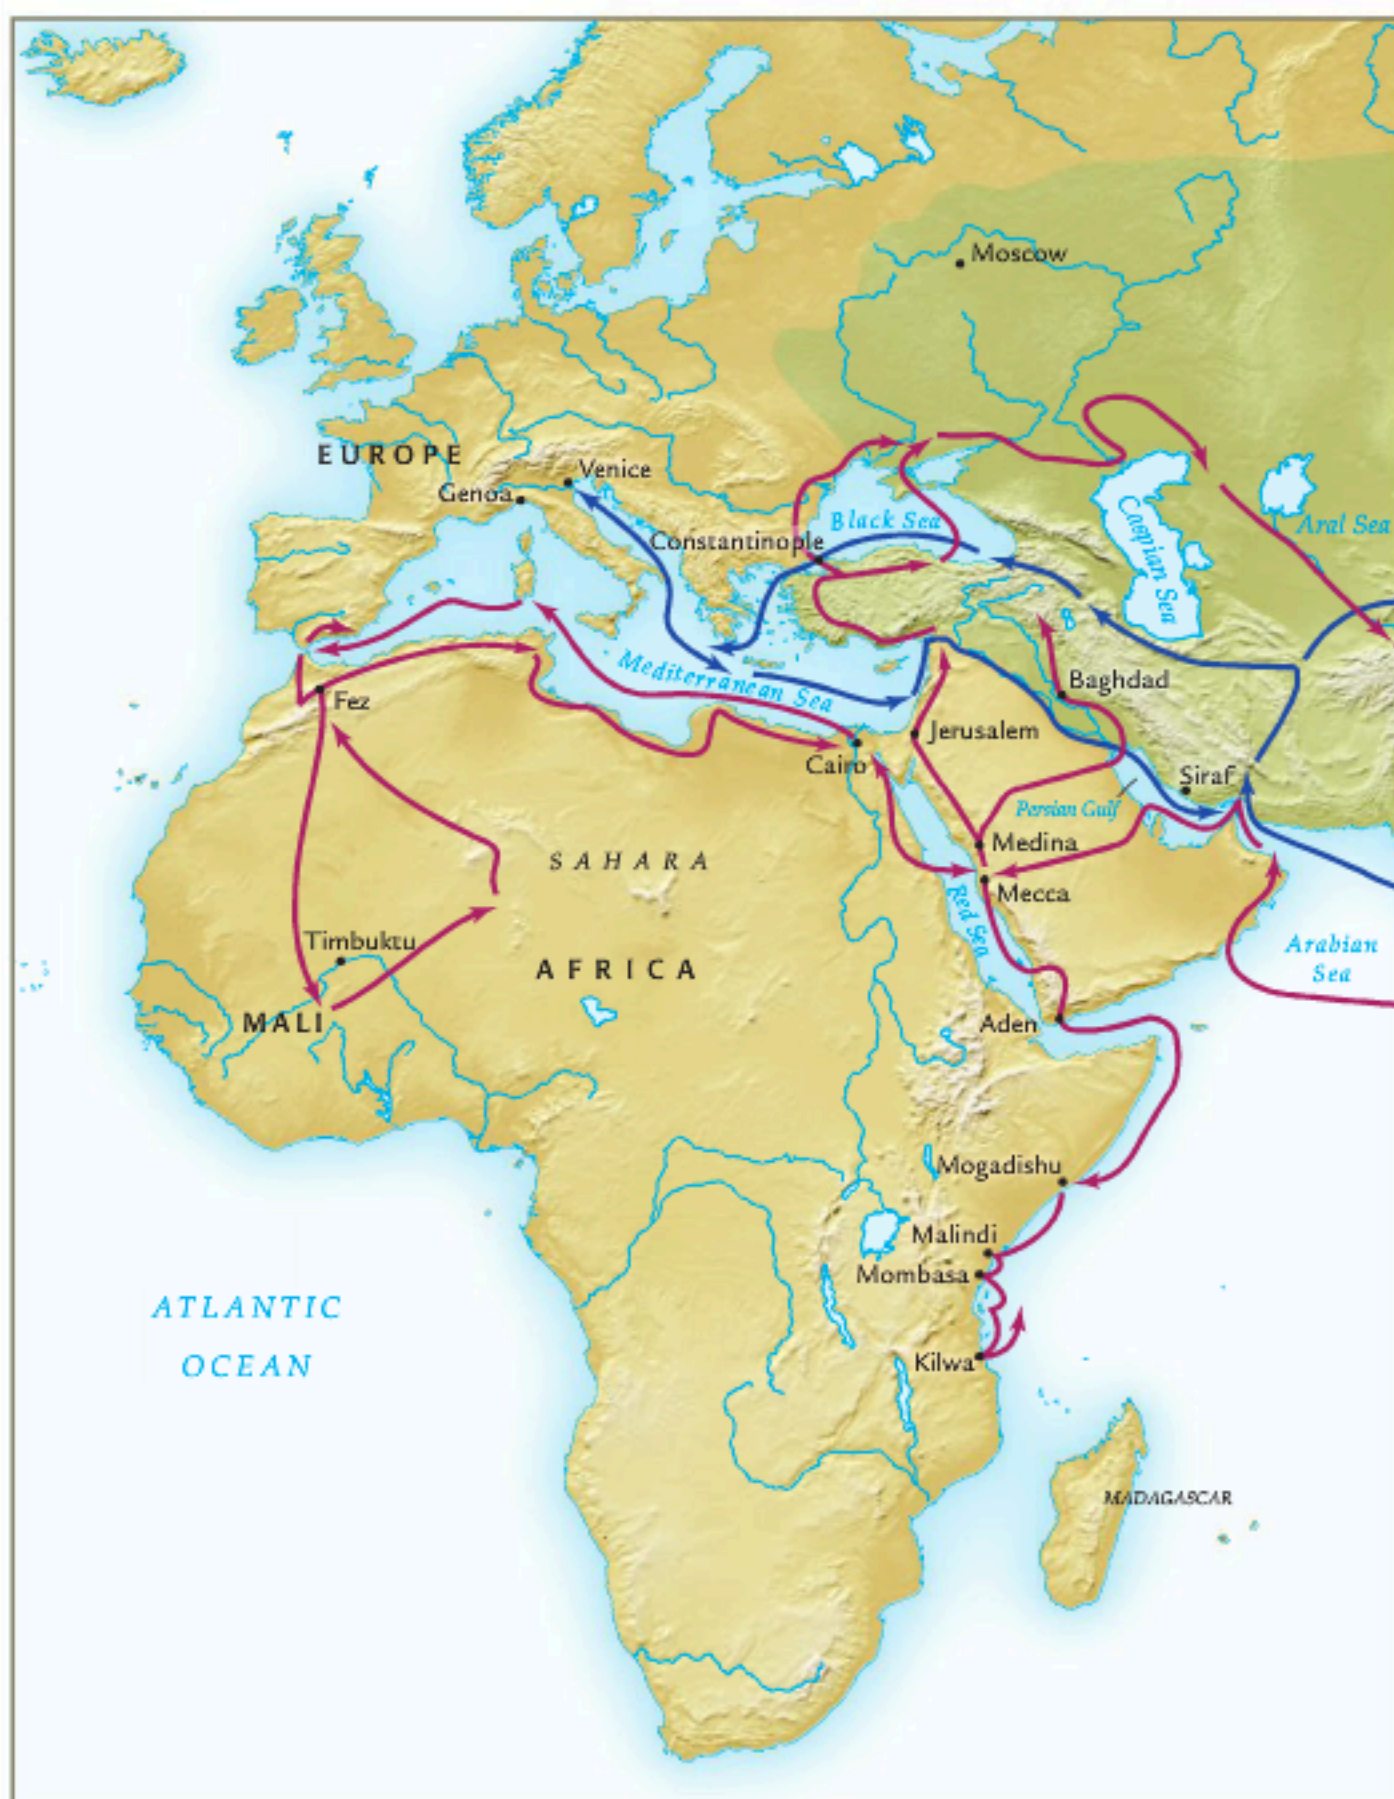 Moscow
EUROPE
Venice
Genoa
Black Sea
Constantinople
Caspian Sea
Aral Sea
Mediterranean Sea
Baghdad
Fez
Jerusalem
Cairo
Siraf
Persian Gulf
Medina
SAHARA
Mecca
Red Sea
Timbuktu
AFRICA
Arabian
Sea
MALI
Aden
Mogadishu
Malindi
Mombasa
ATLANTIC
OCEAN
Kilwa
MADAGASCAR